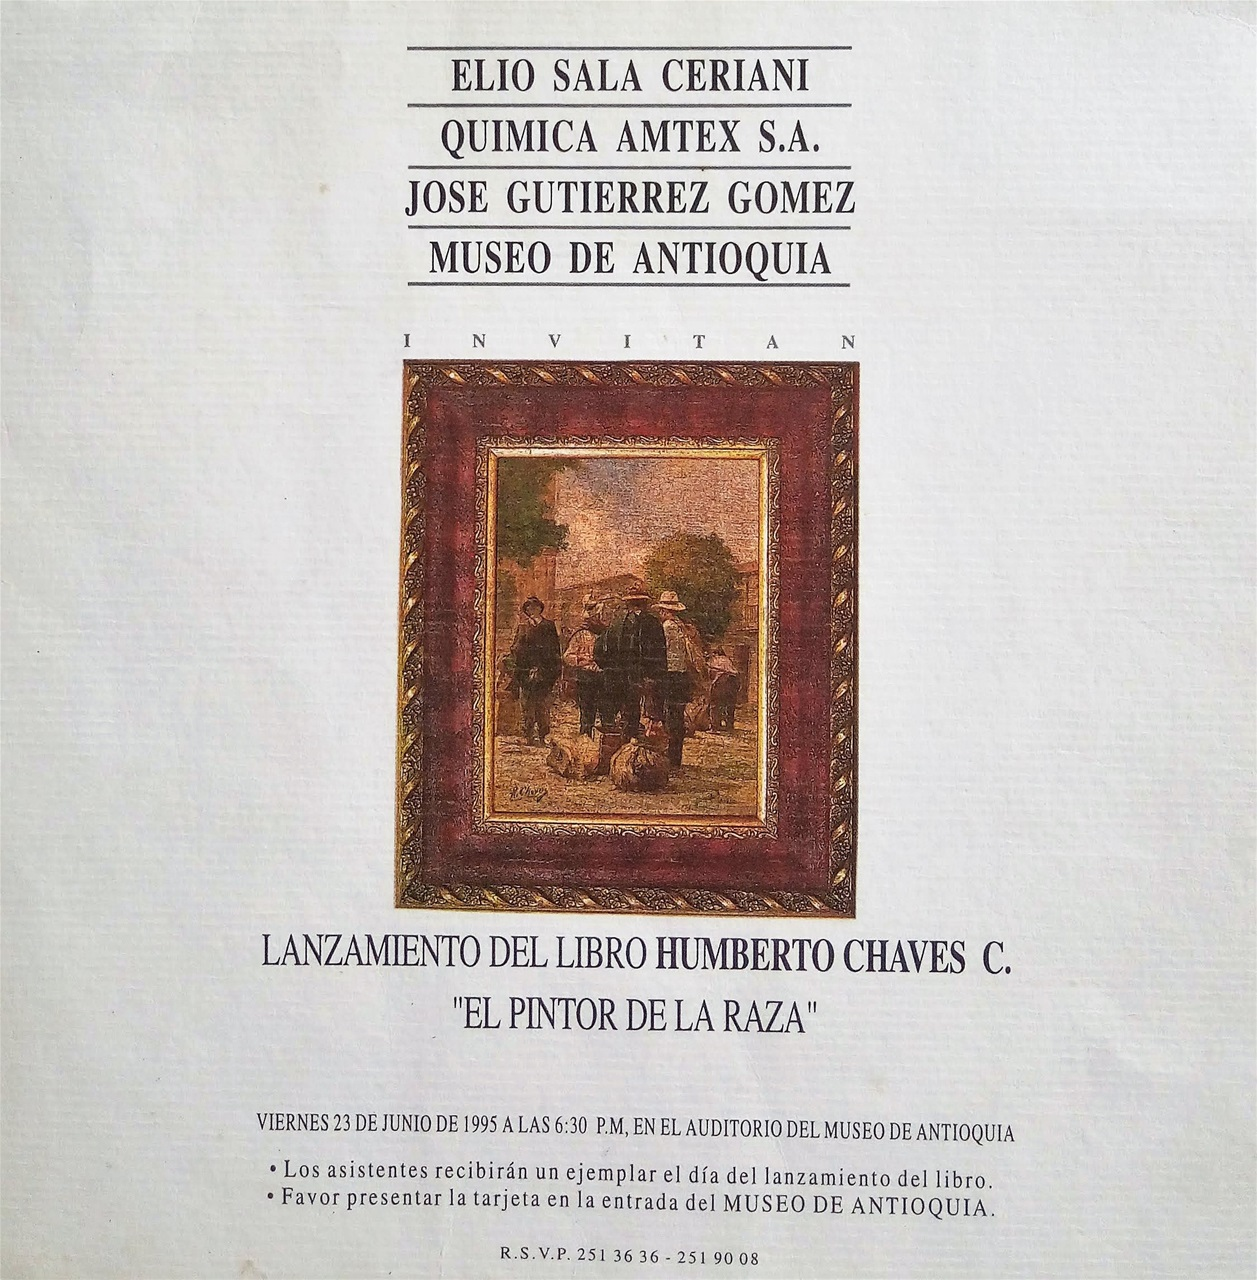 ELIO SALA CERIANI
QUIMICA AMTEX S.A.
JOSE GUTIERREZ GOMEZ
MUSEO DE ANTIOQUIA
INVITAN
LANZAMIENTO DEL LIBRO HUMBERTO CHAVES C.
"EL PINTOR DE LA RAZA"
VIERNES 23 DE JUNIO DE 1995 A LAS 6:30 P.M, EN EL AUDITORIO DEL MUSEO DE ANTIOQUIA
• Los asistentes recibirán un ejemplar el día del lanzamiento del libro.
• Favor presentar la tarjeta en la entrada del MUSEO DE ANTIOQUIA.
R.S.V.P. 251 36 36 - 251 90 08